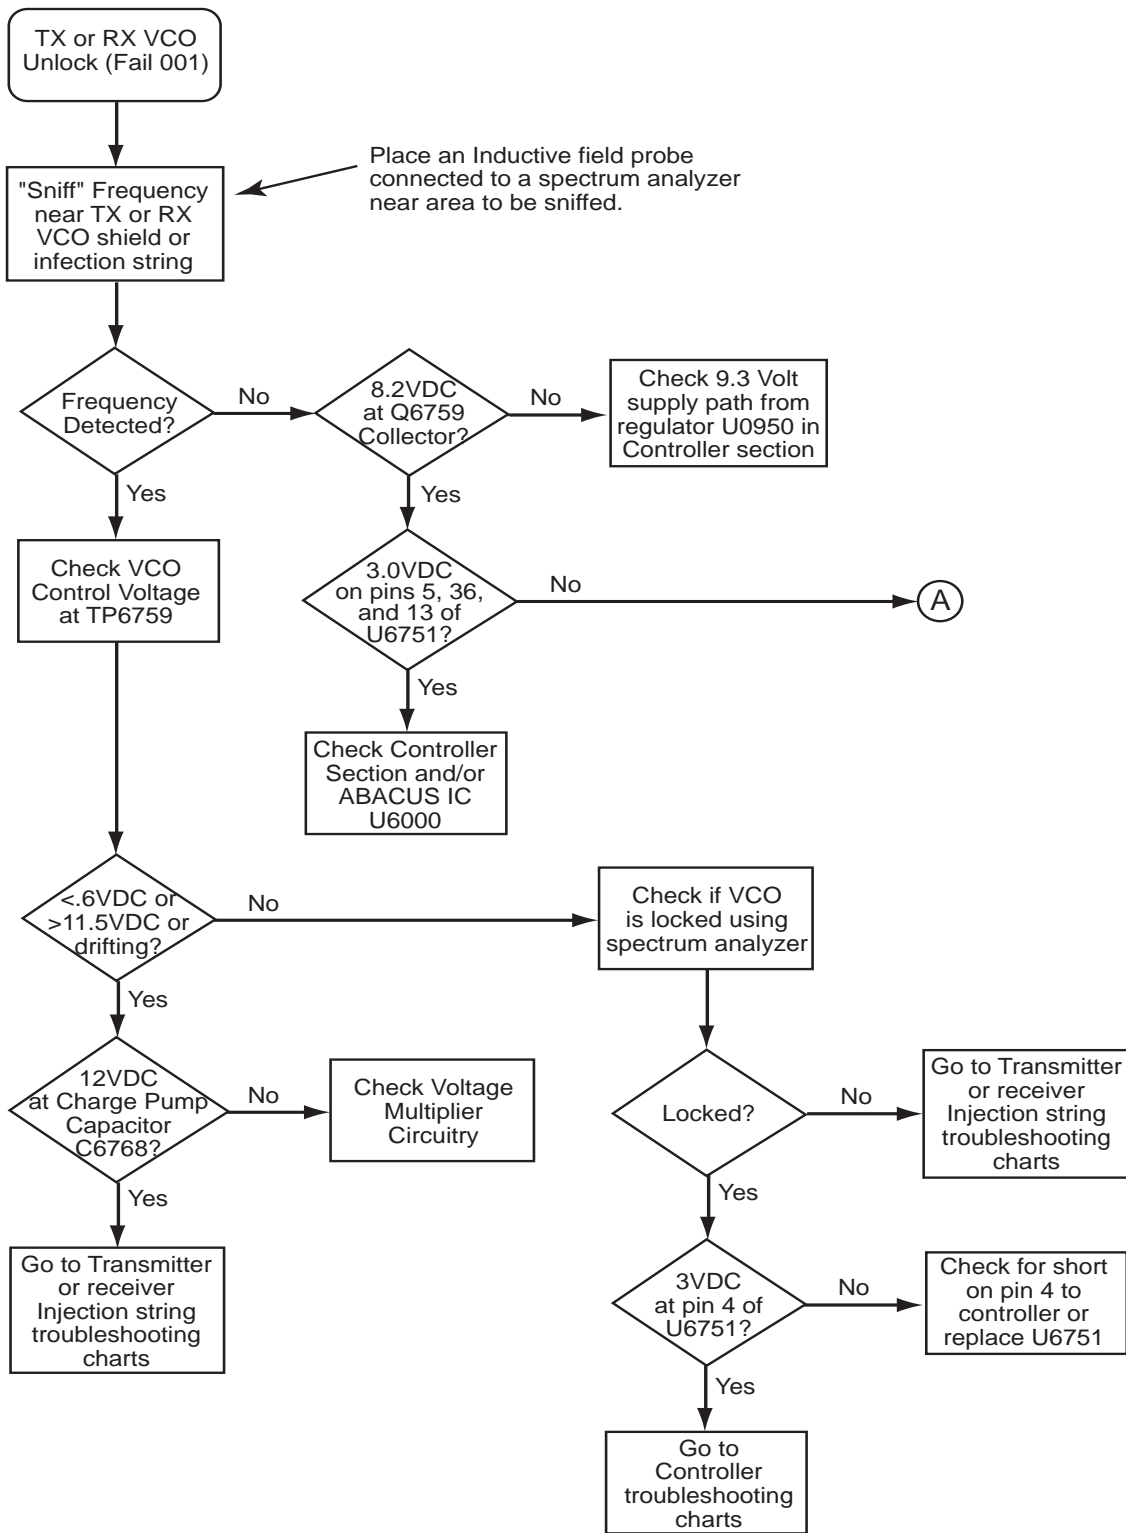 TX or RX VCO
Unlock (Fail 001)
Place an Inductive field probe
connected to a spectrum analyzer
near area to be sniffed.
"Sniff" Frequency
near TX or RX
VCO shield or
infection string
Frequency
Detected?
No
8.2VDC
at Q6759
Collector?
No
Check 9.3 Volt
supply path from
regulator U0950 in
Controller section
Yes
Yes
Check VCO
Control Voltage
at TP6759
3.0VDC
on pins 5, 36,
and 13 of
U6751?
No
A
Yes
Check Controller
Section and/or
ABACUS IC
U6000
<.6VDC or
>11.5VDC or
drifting?
No
Check if VCO
is locked using
spectrum analyzer
Yes
12VDC
at Charge Pump
Capacitor
C6768?
No
Check Voltage
Multiplier
Circuitry
Locked?
No
Go to Transmitter
or receiver
Injection string
troubleshooting
charts
Yes
Yes
Go to Transmitter
or receiver
Injection string
troubleshooting
charts
3VDC
at pin 4 of
U6751?
No
Check for short
on pin 4 to
controller or
replace U6751
Yes
Go to
Controller
troubleshooting
charts